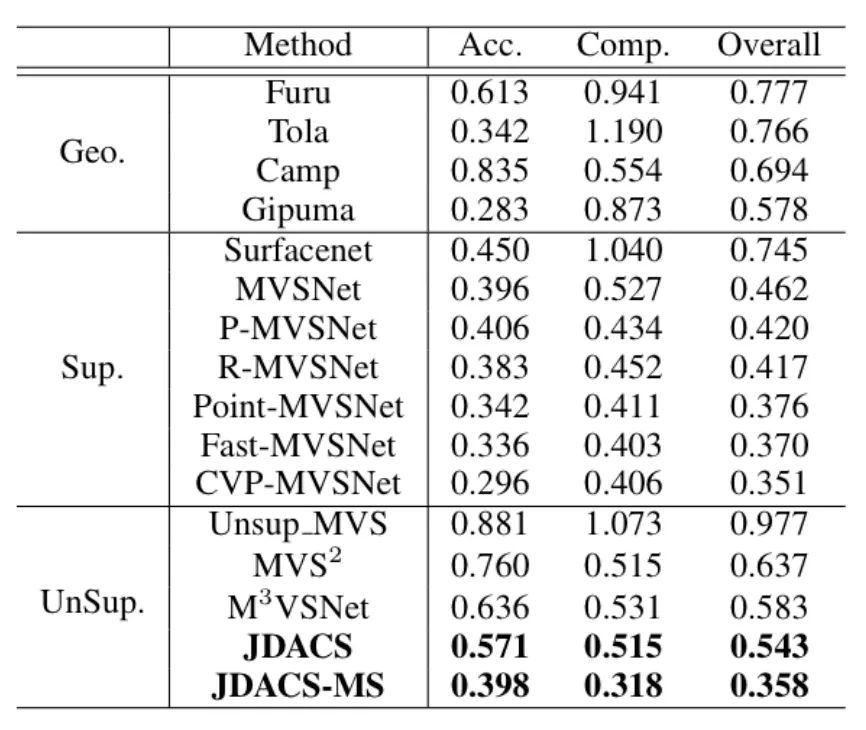 Method Acc. Comp. Overall
Geo.
Furu 0.613 0.941 0.777
Tola 0.342 1.190 0.766
Camp 0.835 0.554 0.694
Gipuma 0.283 0.873 0.578
Sup.
Surfacenet 0.450 1.040 0.745
MVSNet 0.396 0.527 0.462
P-MVSNet 0.406 0.434 0.420
R-MVSNet 0.383 0.452 0.417
Point-MVSNet 0.342 0.411 0.376
Fast-MVSNet 0.336 0.403 0.370
CVP-MVSNet 0.296 0.406 0.351
UnSup.
Unsup_MVS 0.881 1.073 0.977
MVS² 0.760 0.515 0.637
M³VSNet 0.636 0.531 0.583
JDACS 0.571 0.515 0.543
JDACS-MS 0.398 0.318 0.358